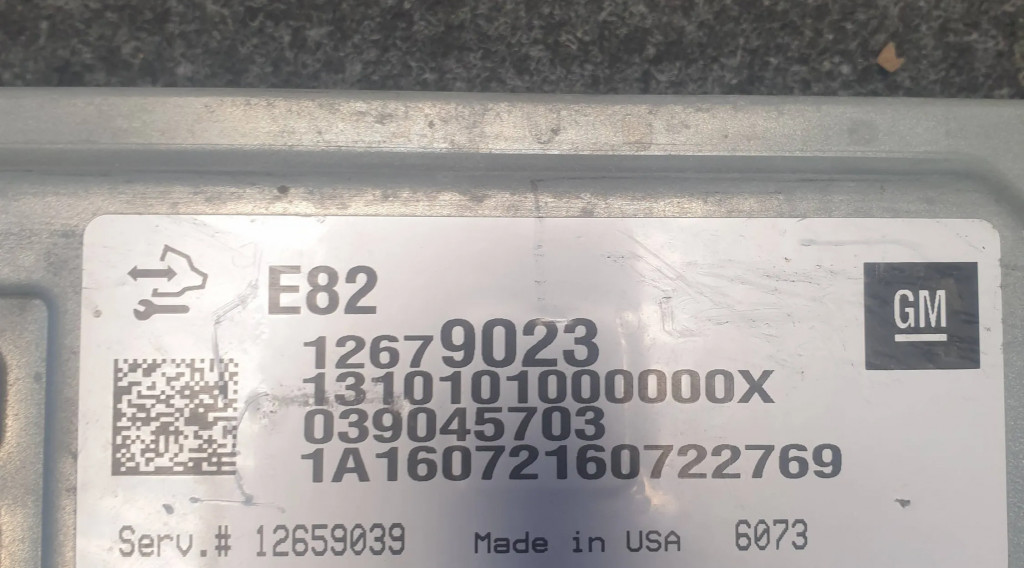 E82
GM
12679023
1310101000000X
039045703
1A16072160722769
Serv.# 12659039 Made in USA 6073